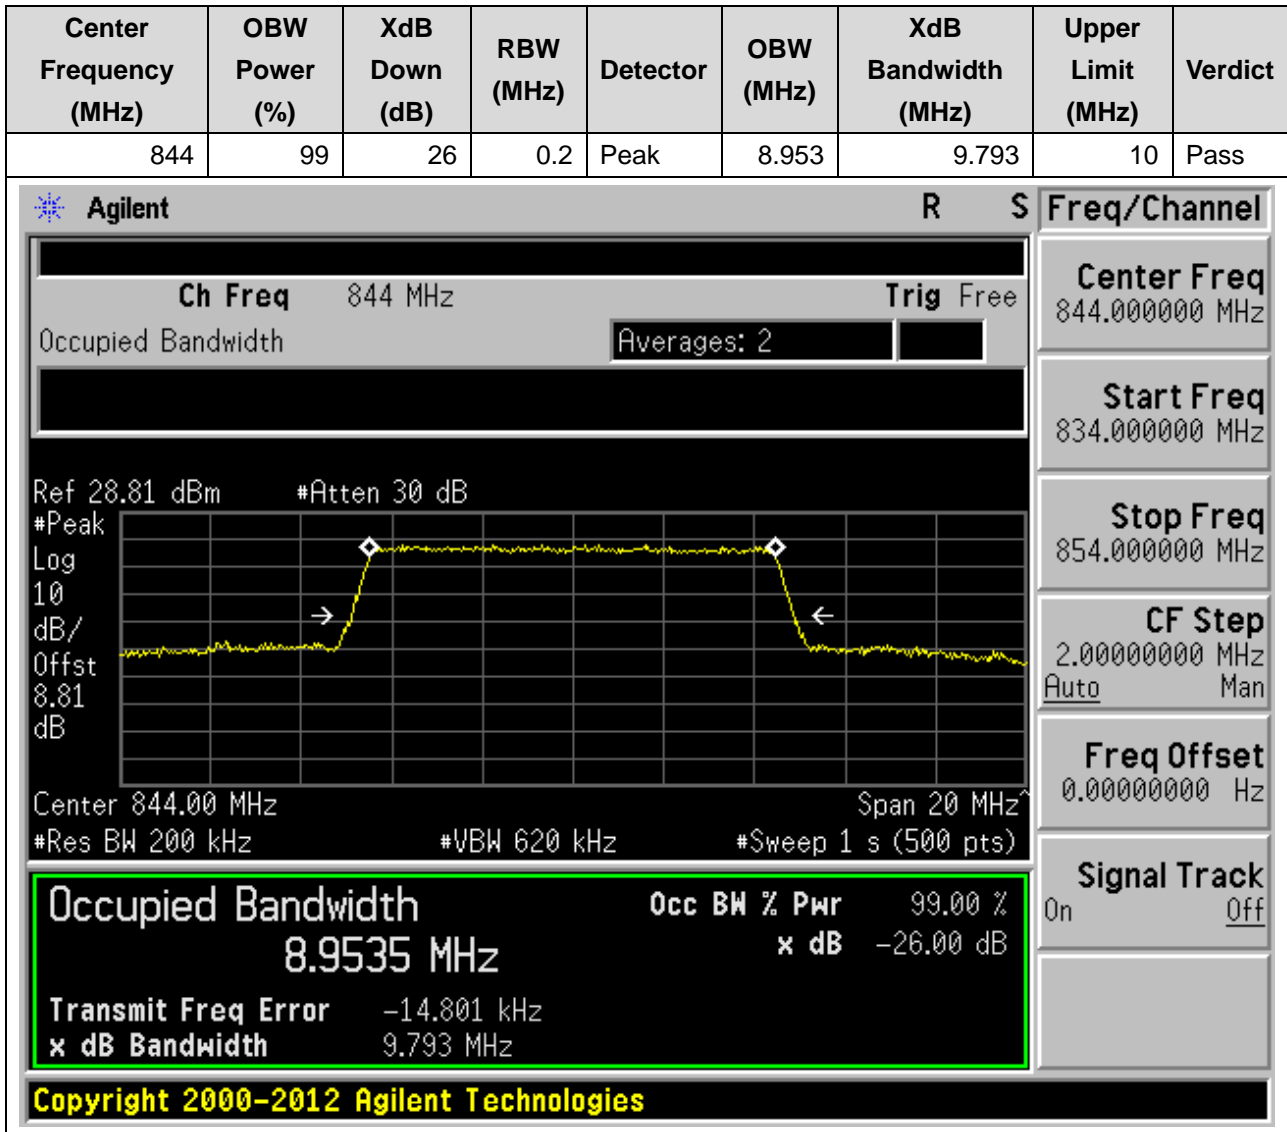 Center Frequency (MHz) OBW Power (%) XdB Down (dB) RBW (MHz) Detector OBW (MHz) XdB Bandwidth (MHz) Upper Limit (MHz) Verdict
844 99 26 0.2 Peak 8.953 9.793 10 Pass
Agilent R S Freq/Channel
Ch Freq 844 MHz Trig Free
Occupied Bandwidth Averages: 2
Center Freq
844.000000 MHz
Start Freq
834.000000 MHz
Stop Freq
854.000000 MHz
CF Step
2.00000000 MHz
Auto Man
Freq Offset
0.00000000 Hz
Signal Track
On Off
Ref 28.81 dBm #Atten 30 dB
#Peak
Log
10
dB/
Offst
8.81
dB
Center 844.00 MHz Span 20 MHz^
#Res BW 200 kHz #VBW 620 kHz #Sweep 1 s (500 pts)
Occupied Bandwidth Occ BW % Pwr 99.00 %
8.9535 MHz x dB -26.00 dB
Transmit Freq Error -14.801 kHz
x dB Bandwidth 9.793 MHz
Copyright 2000-2012 Agilent Technologies